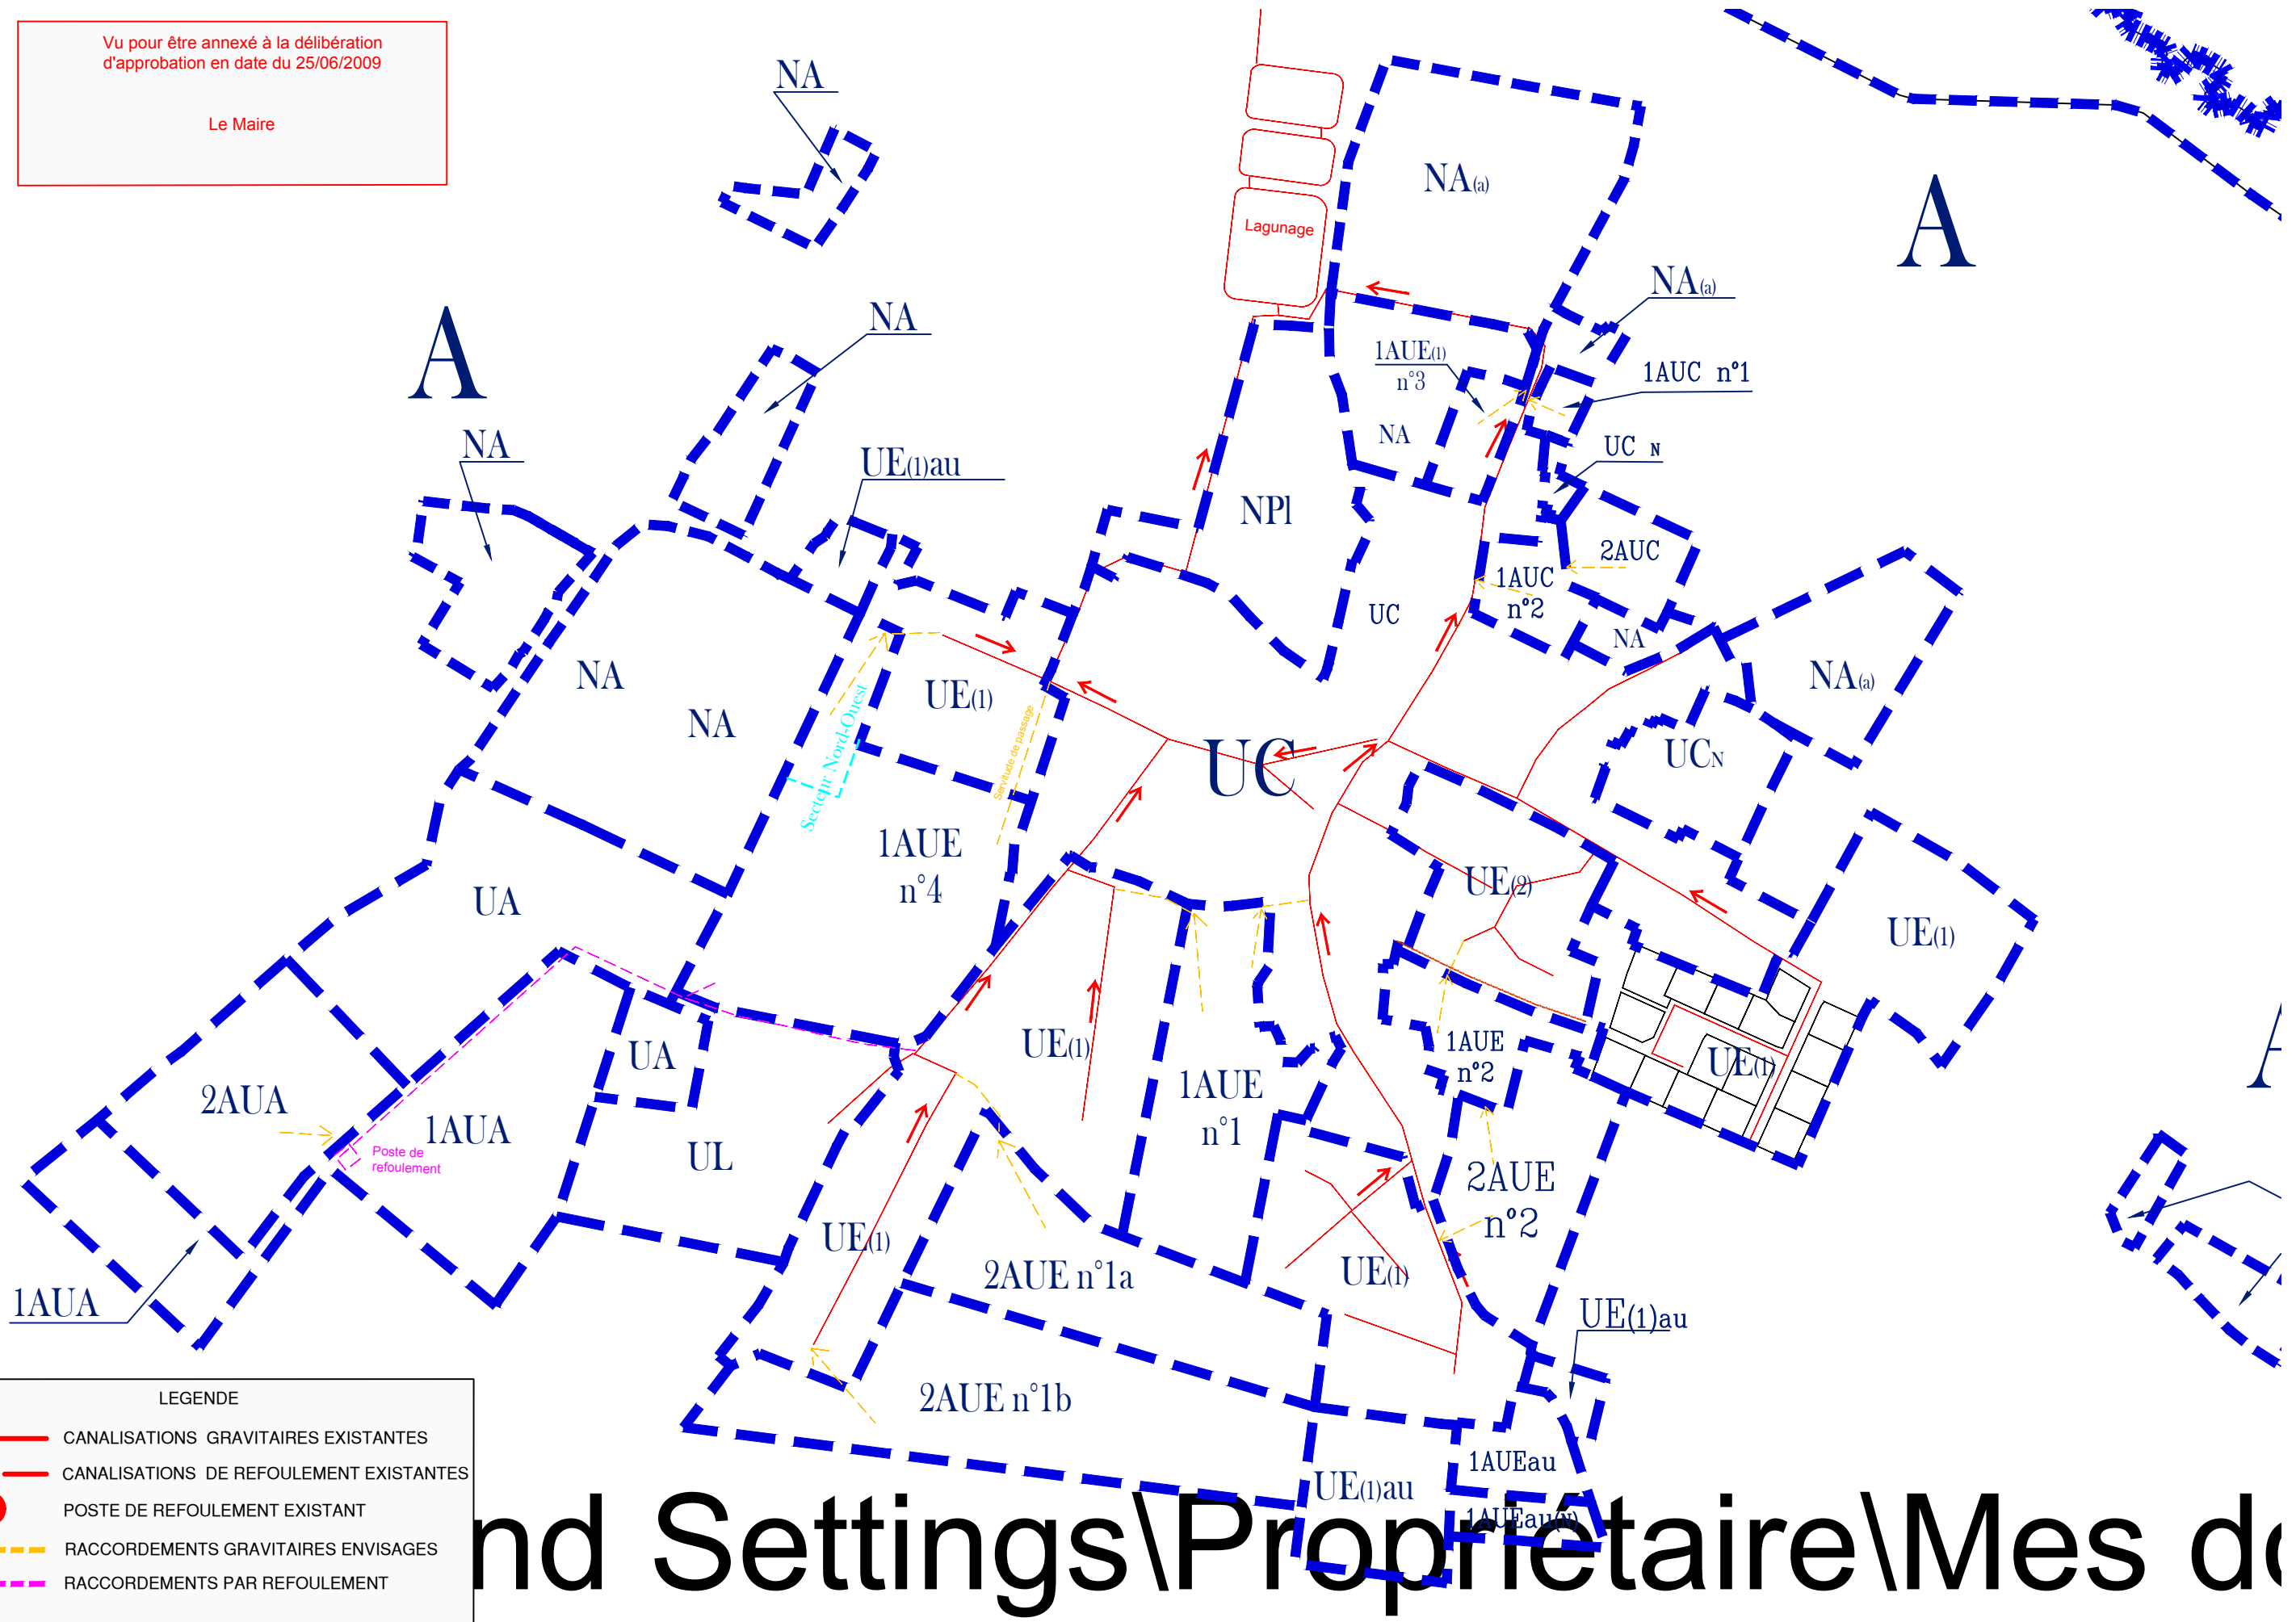 Vu pour être annexé à la délibération
d'approbation en date du 25/06/2009
Le Maire
NA
NA(a)
Lagunage
A
A
NA
NA(a)
1AUE(1)
n°3
1AUC n°1
NA
NA
UC N
UE(1)au
NPl
2AUC
1AUC
n°2
UC
NA
NA
NA
UE(1)
NA(a)
Secteur Nord-Ouest
Servitude de passage
UC
UCN
1AUE
n°4
UE(2)
UA
UE(1)
UE(1)
1AUE
n°2
UE(1)
UA
2AUA
1AUA
1AUE
n°1
Poste de
refoulement
UL
2AUE
n°2
UE(1)
2AUE n°1a
UE(1)
1AUA
UE(1)au
2AUE n°1b
1AUEau
UE(1)au
1AUEau(N)
A
LEGENDE
CANALISATIONS GRAVITAIRES EXISTANTES
CANALISATIONS DE REFOULEMENT EXISTANTES
POSTE DE REFOULEMENT EXISTANT
RACCORDEMENTS GRAVITAIRES ENVISAGES
RACCORDEMENTS PAR REFOULEMENT
nd Settings\Propriétaire\Mes do